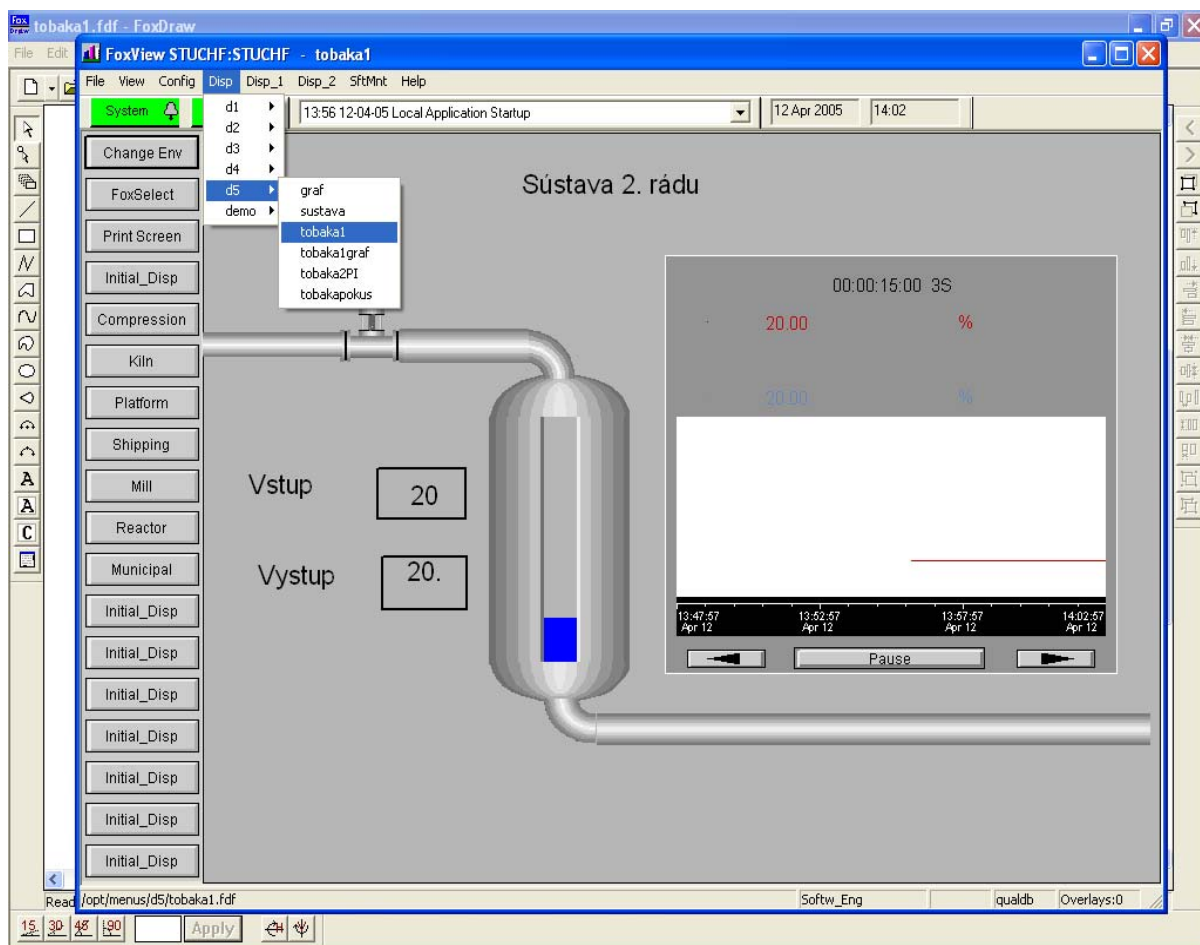 Fox
Draw
tobaka1.fdf - FoxDraw
File Edit
FoxView STUCHF:STUCHF - tobaka1
File View Config Disp Disp_1 Disp_2 SftMnt Help
System
13:56 12-04-05 Local Application Startup
12 Apr 2005
14:02
d1
d2
d3
d4
d5
demo
graf
sustava
tobaka1
tobaka1graf
tobaka2PI
tobakapokus
Change Env
FoxSelect
Print Screen
Initial_Disp
Compression
Kiln
Platform
Shipping
Mill
Reactor
Municipal
Initial_Disp
Initial_Disp
Initial_Disp
Initial_Disp
Initial_Disp
Initial_Disp
Initial_Disp
Sústava 2. rádu
00:00:15:00 3S
20.00 %
20.00 %
Vstup 20
Vystup 20.
13:47:57 13:52:57 13:57:57 14:02:57
Apr 12 Apr 12 Apr 12 Apr 12
Pause
A
A
C
Read
/opt/menus/d5/tobaka1.fdf
Softw_Eng
qualdb
Overlays:0
15 30 45 90
Apply